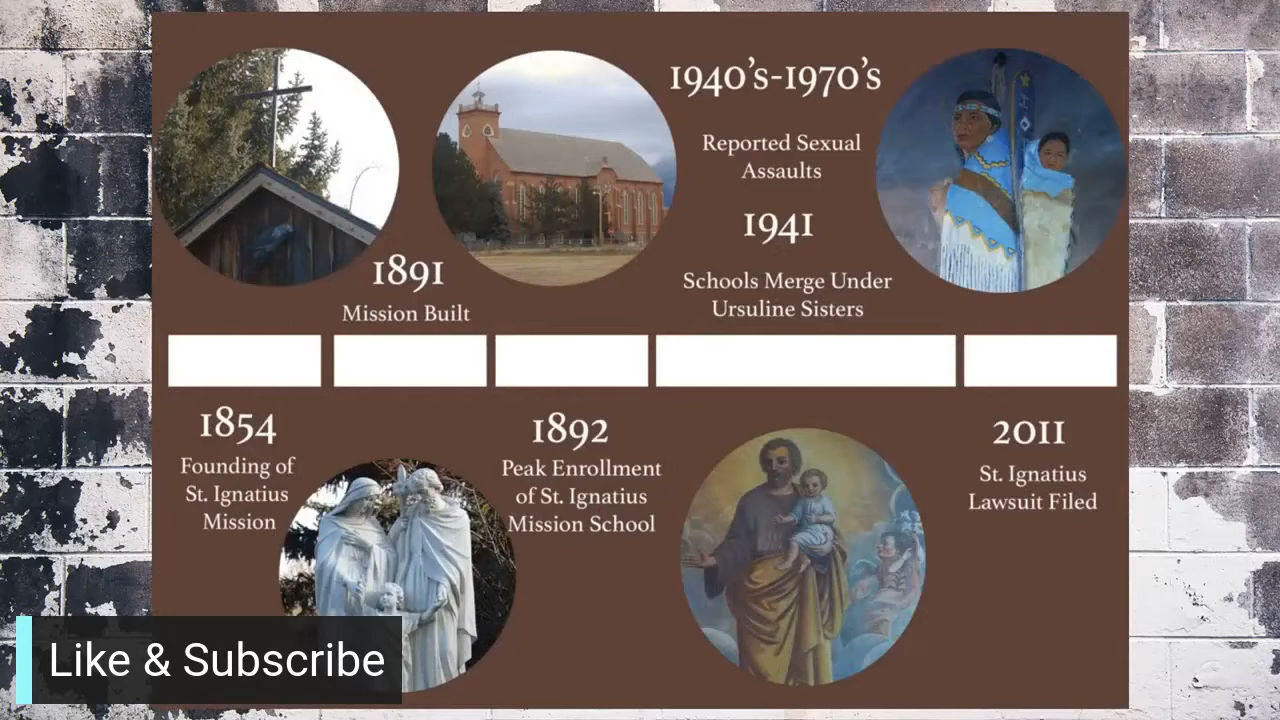 1940's-1970's
Reported Sexual
Assaults
1941
Schools Merge Under
Ursuline Sisters
1891
Mission Built
1854
Founding of
St. Ignatius
Mission
1892
Peak Enrollment
of St. Ignatius
Mission School
2011
St. Ignatius
Lawsuit Filed
Like & Subscribe